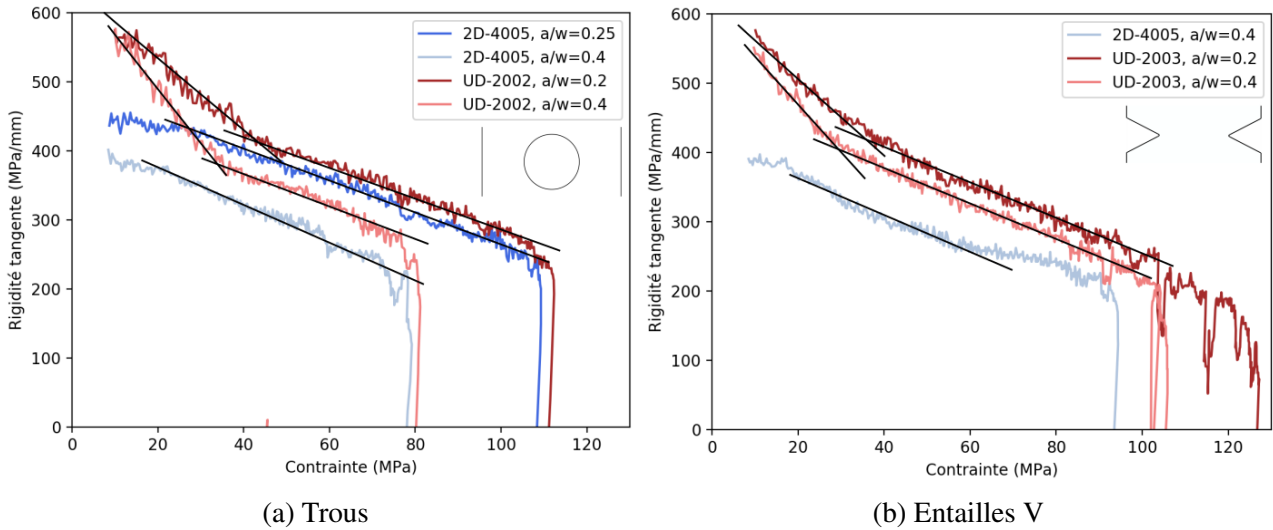 600
500
400
300
200
100
0
Rigidité tangente (MPa/mm)
2D-4005, a/w=0.25
2D-4005, a/w=0.4
UD-2002, a/w=0.2
UD-2002, a/w=0.4
0 20 40 60 80 100 120
Contrainte (MPa)
(a) Trous
600
500
400
300
200
100
0
Rigidité tangente (MPa/mm)
2D-4005, a/w=0.4
UD-2003, a/w=0.2
UD-2003, a/w=0.4
0 20 40 60 80 100 120
Contrainte (MPa)
(b) Entailles V